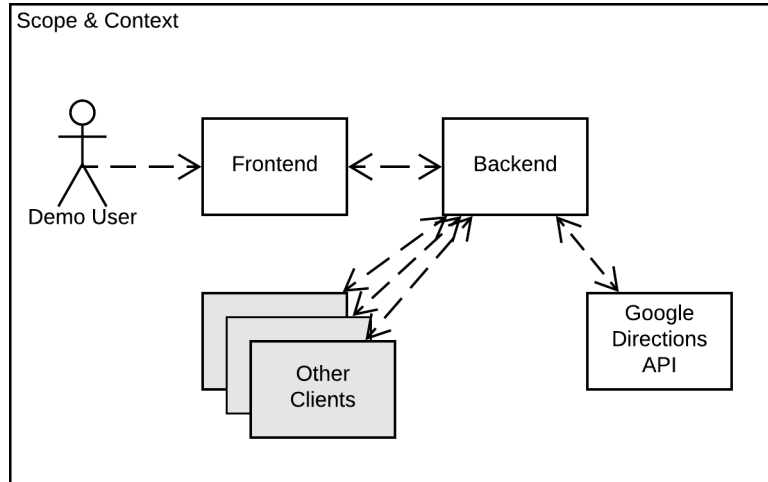 Scope & Context
Frontend
Backend
Demo User
Google
Directions
API
Other
Clients